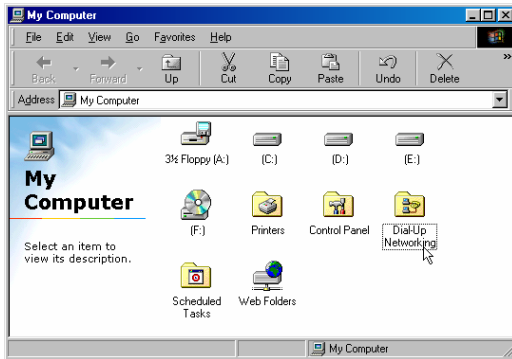 My Computer
File Edit View Go Favorites Help
Back Forward Up Cut Copy Paste Undo Delete »
Address My Computer
My
Computer
Select an item to
view its description.
3½ Floppy (A:) (C:) (D:) (E:)
(F:) Printers Control Panel Dial-Up
Networking
Scheduled
Tasks
Web Folders
My Computer